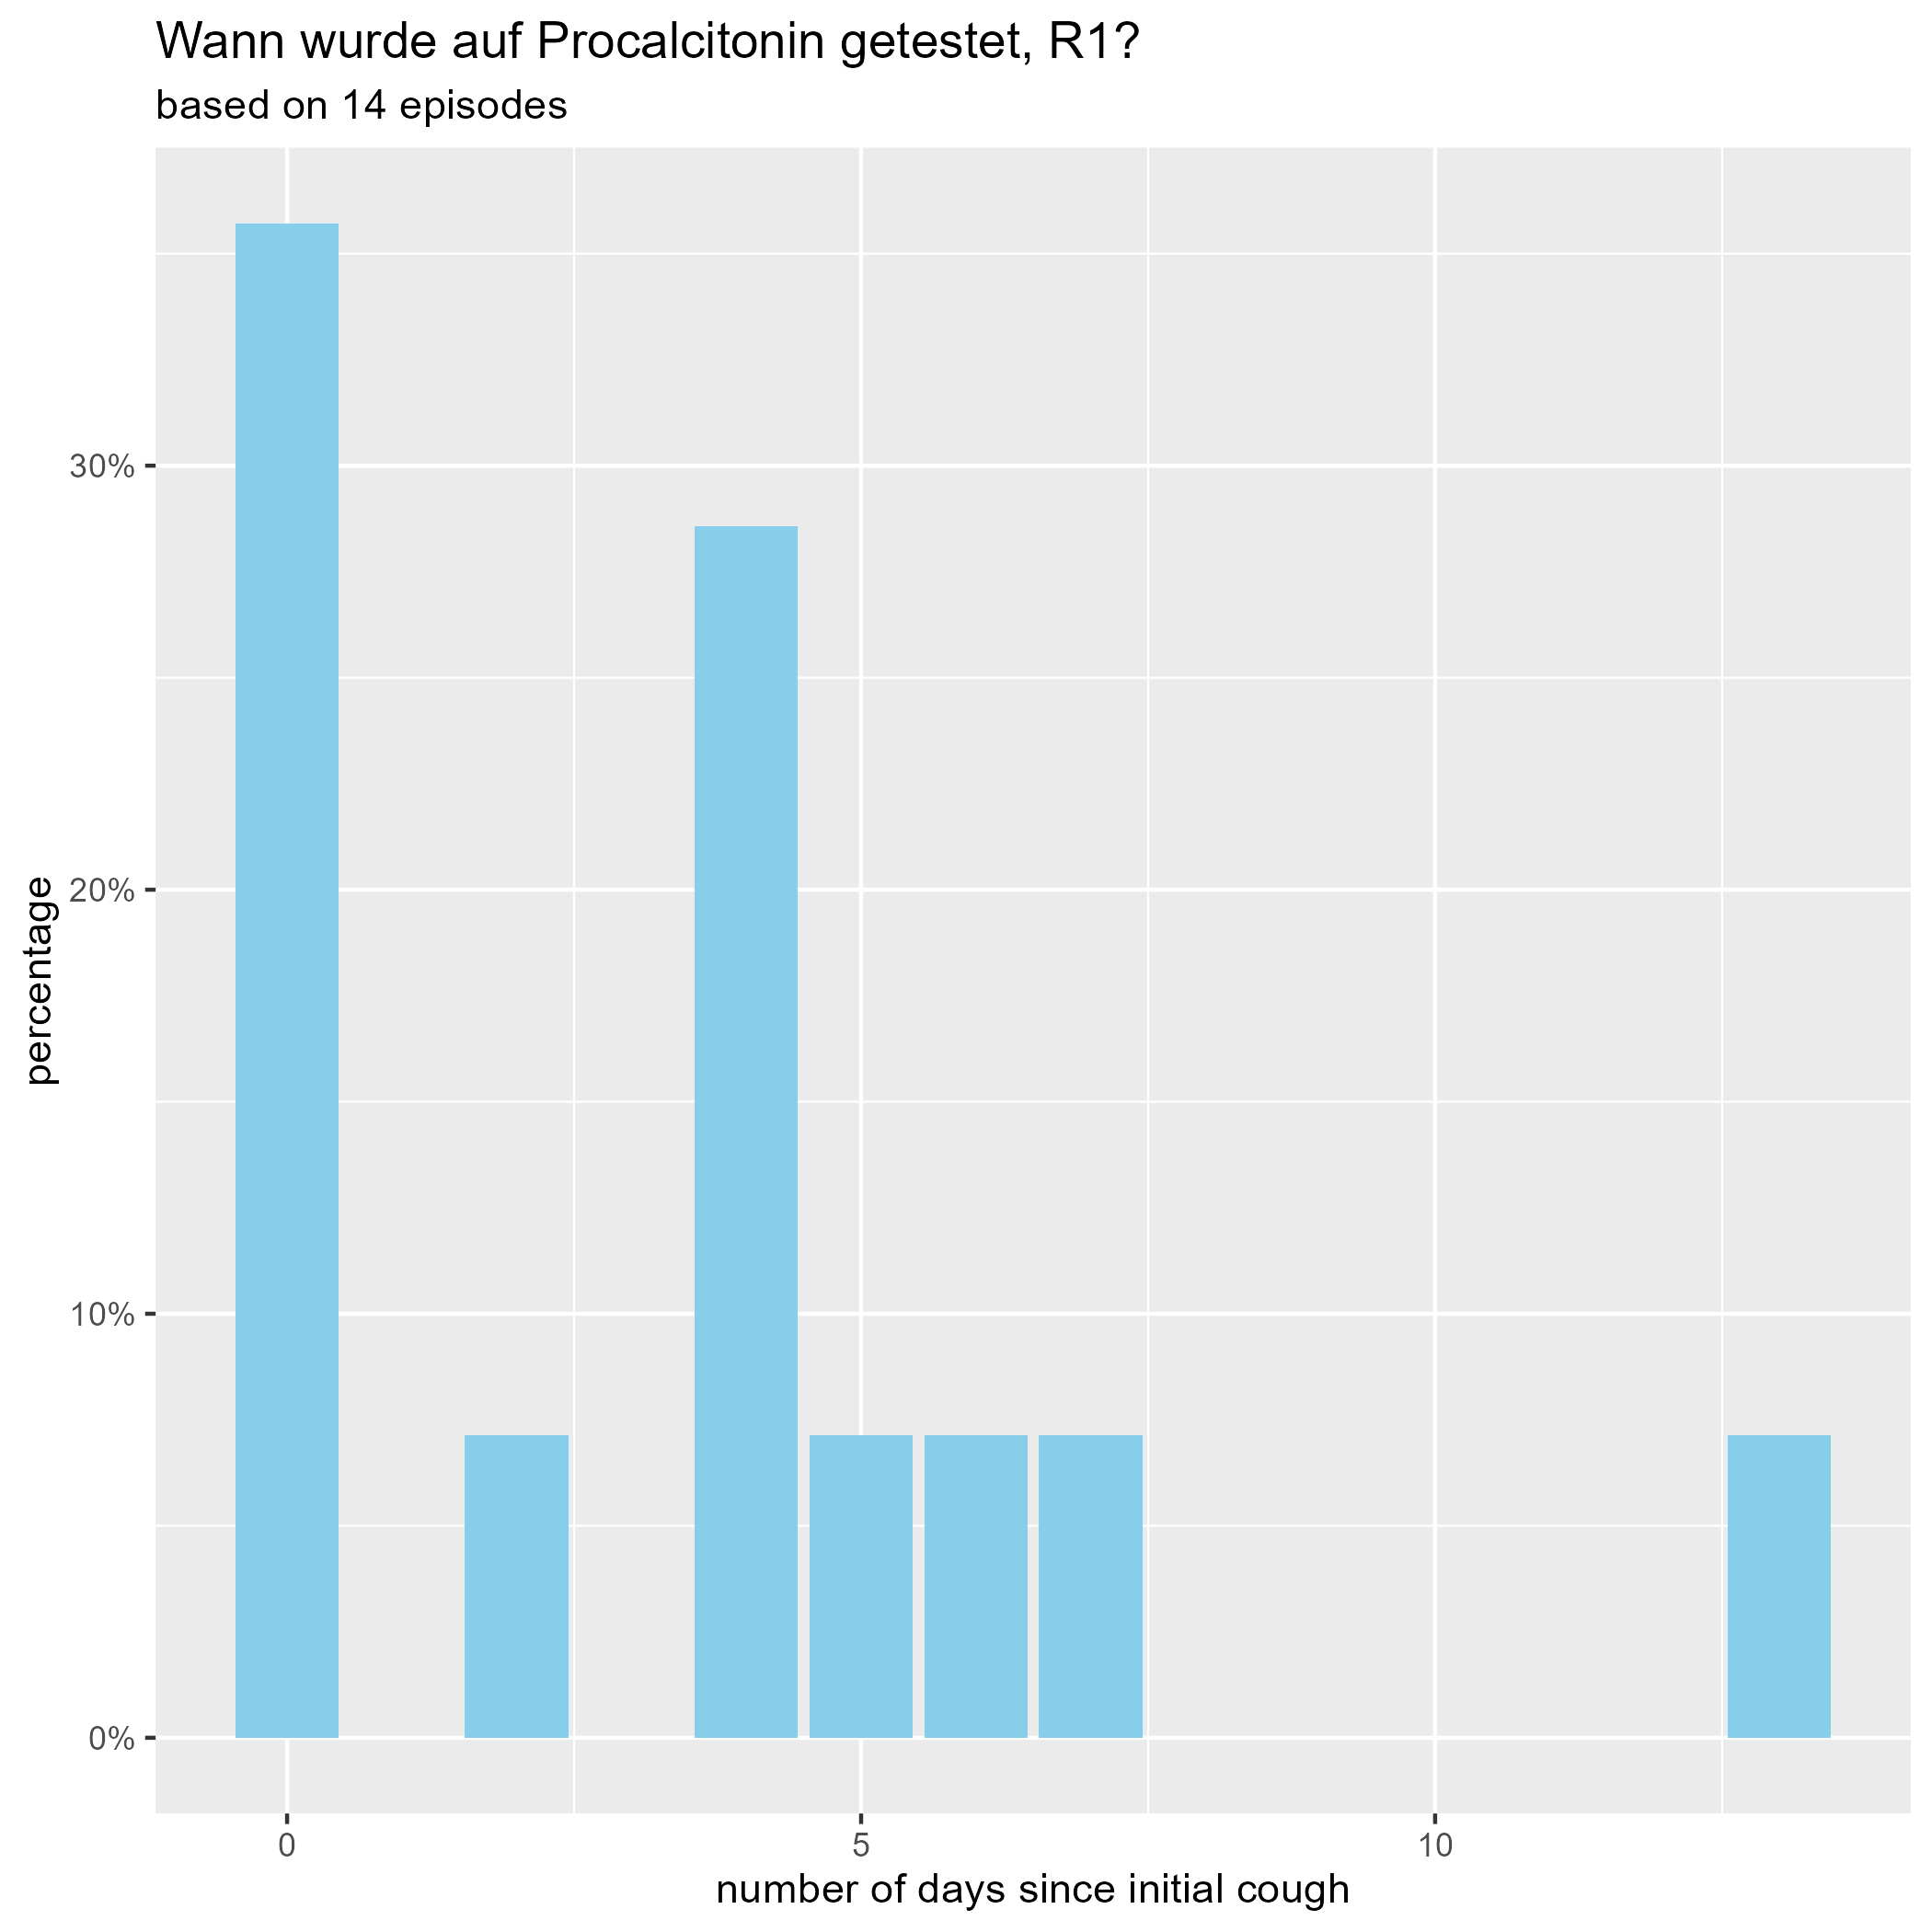 Wann wurde auf Procalcitonin getestet, R1?
based on 14 episodes
percentage
30%
20%
10%
0%
0 5 10
number of days since initial cough